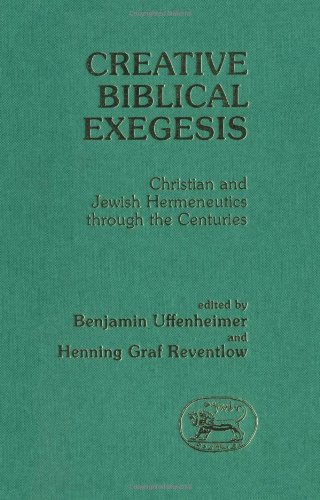 CREATIVE
BIBLICAL
EXEGESIS
Christian and
Jewish Hermeneutics
through the Centuries
edited by
Benjamin Uffenheimer
and
Henning Graf Reventlow